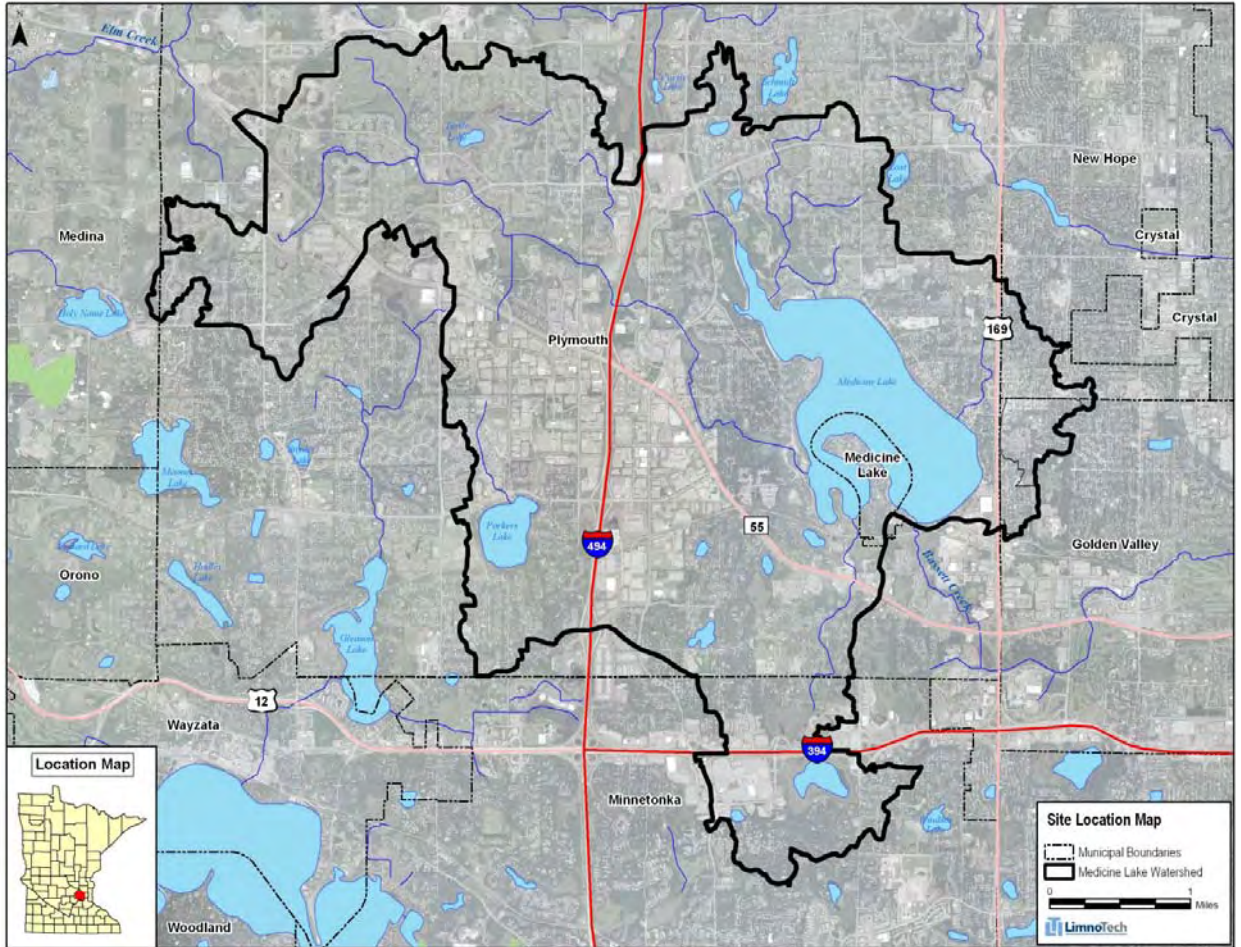 Elm Creek
New Hope
Crystal
Medina
Holy Name Lake
Crystal
169
Plymouth
Medicine Lake
Medicine
Lake
Parkers
Lake
55
494
Golden Valley
Orono
Bassett Creek
Gleason
Lake
12
Wayzata
394
Location Map
Minnetonka
Site Location Map
Municipal Boundaries
Medicine Lake Watershed
0 1
Miles
LimnoTech
Woodland